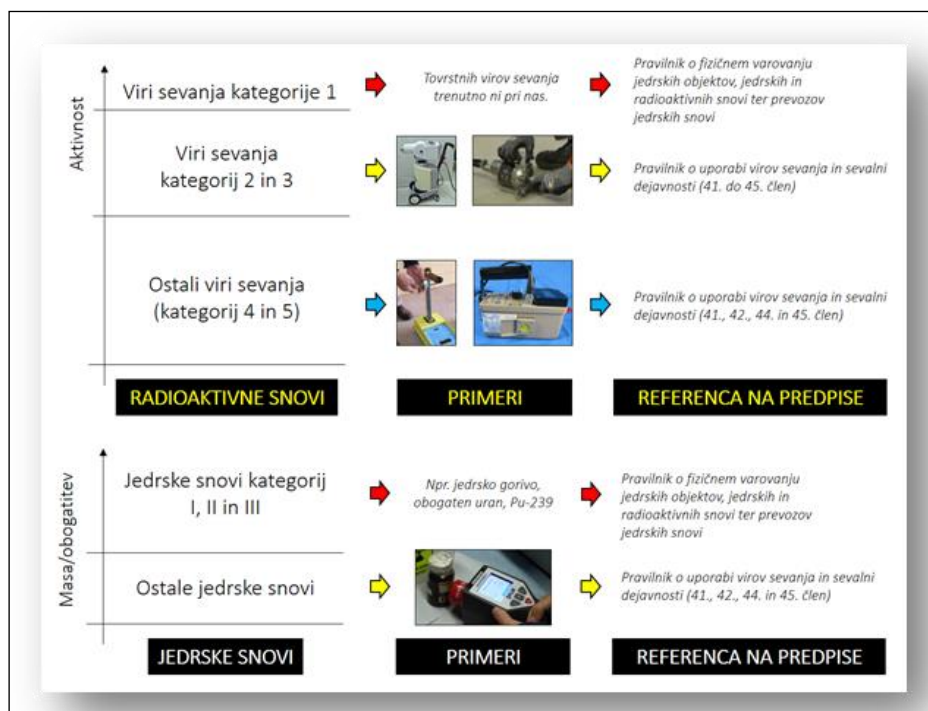 Aktivnost
Viri sevanja kategorije 1
Tovrstnih virov sevanja
trenutno ni pri nas.
Pravilnik o fizičnem varovanju
jedrskih objektov, jedrskih in
radioaktivnih snovi ter prevozov
jedrskih snovi
Viri sevanja
kategorij 2 in 3
Pravilnik o uporabi virov sevanja in sevalni
dejavnosti (41. do 45. člen)
Ostali viri sevanja
(kategorij 4 in 5)
Pravilnik o uporabi virov sevanja in sevalni
dejavnosti (41., 42., 44. in 45. člen)
RADIOAKTIVNE SNOVI
PRIMERI
REFERENCA NA PREDPISE
Masa/obogatitev
Jedrske snovi kategorij
I, II in III
Npr. jedrsko gorivo,
obogaten uran, Pu-239
Pravilnik o fizičnem varovanju
jedrskih objektov, jedrskih in
radioaktivnih snovi ter prevozov
jedrskih snovi
Ostale jedrske snovi
Pravilnik o uporabi virov sevanja in sevalni
dejavnosti (41., 42., 44. in 45. člen)
JEDRSKE SNOVI
PRIMERI
REFERENCA NA PREDPISE